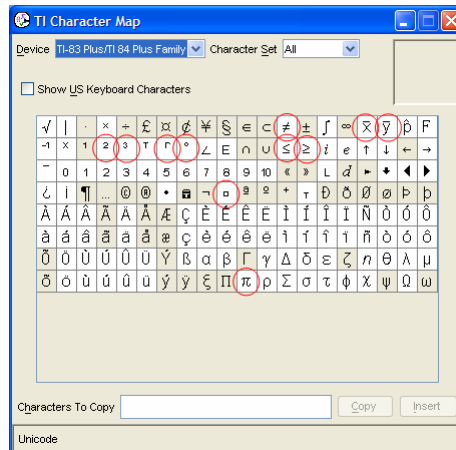 TI Character Map
Device TI-83 Plus/TI 84 Plus Family Character Set All
Show US Keyboard Characters
√ | · × ÷ £ ¤ ¢ ¥ § ∈ ⊂ ≠ ± ∫ ∞ x̄ ȳ p̂ F
⁻¹ ˣ ¹ ² ³ ᵀ ʳ ° ∠ E ∩ ∪ ≤ ≥ i e ↑ ↓ ← →
¯ 0 1 2 3 4 5 6 7 8 9 10 « » L d ► ▼ ◀ ▶
¿ ¡ ¶ … © ® • ¬ ▫ ª º ⁺ Ð Ö Ø ø Þ þ
À Á Â Ã Ä Å Æ Ç È É Ê Ë Ì Í Î Ï Ñ Ò Ó Ô
à á â ã ä å æ ç è é ê ë ì í î ï ñ ò ó ô
Õ Ö Ù Ú Û Ü Ý ß α β Γ γ Δ δ ε ζ n θ λ μ
õ ö ù ú û ü ý ÿ ξ Π π ρ Σ σ τ ϕ χ ψ Ω ω
Characters To Copy Copy Insert
Unicode